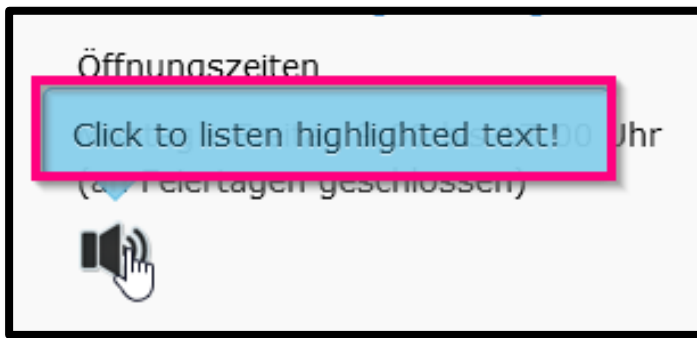 Öffnungszeiten
Click to listen highlighted text!
00 Uhr
Feiertagen geschlossen)